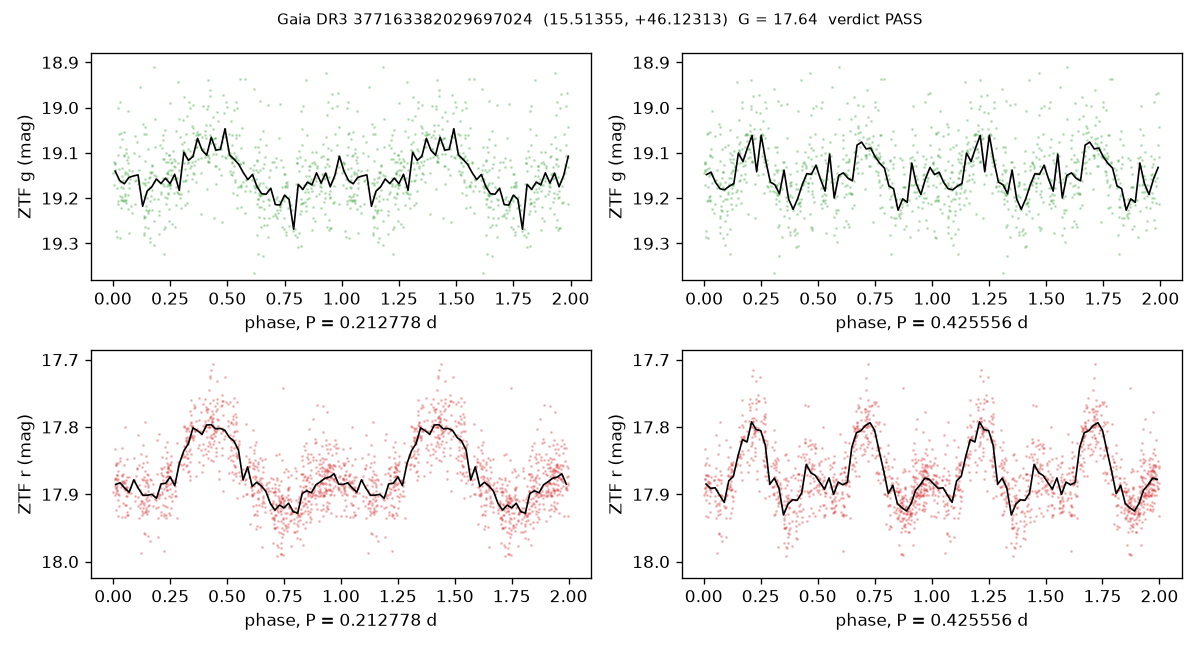 Gaia DR3 377163382029697024 (15.51355, +46.12313) G = 17.64 verdict PASS
18.9
19.0
19.1
19.2
19.3
ZTF g (mag)
0.00 0.25 0.50 0.75 1.00 1.25 1.50 1.75 2.00
phase, P = 0.212778 d
18.9
19.0
19.1
19.2
19.3
ZTF g (mag)
0.00 0.25 0.50 0.75 1.00 1.25 1.50 1.75 2.00
phase, P = 0.425556 d
17.7
17.8
17.9
18.0
ZTF r (mag)
0.00 0.25 0.50 0.75 1.00 1.25 1.50 1.75 2.00
phase, P = 0.212778 d
17.7
17.8
17.9
18.0
ZTF r (mag)
0.00 0.25 0.50 0.75 1.00 1.25 1.50 1.75 2.00
phase, P = 0.425556 d